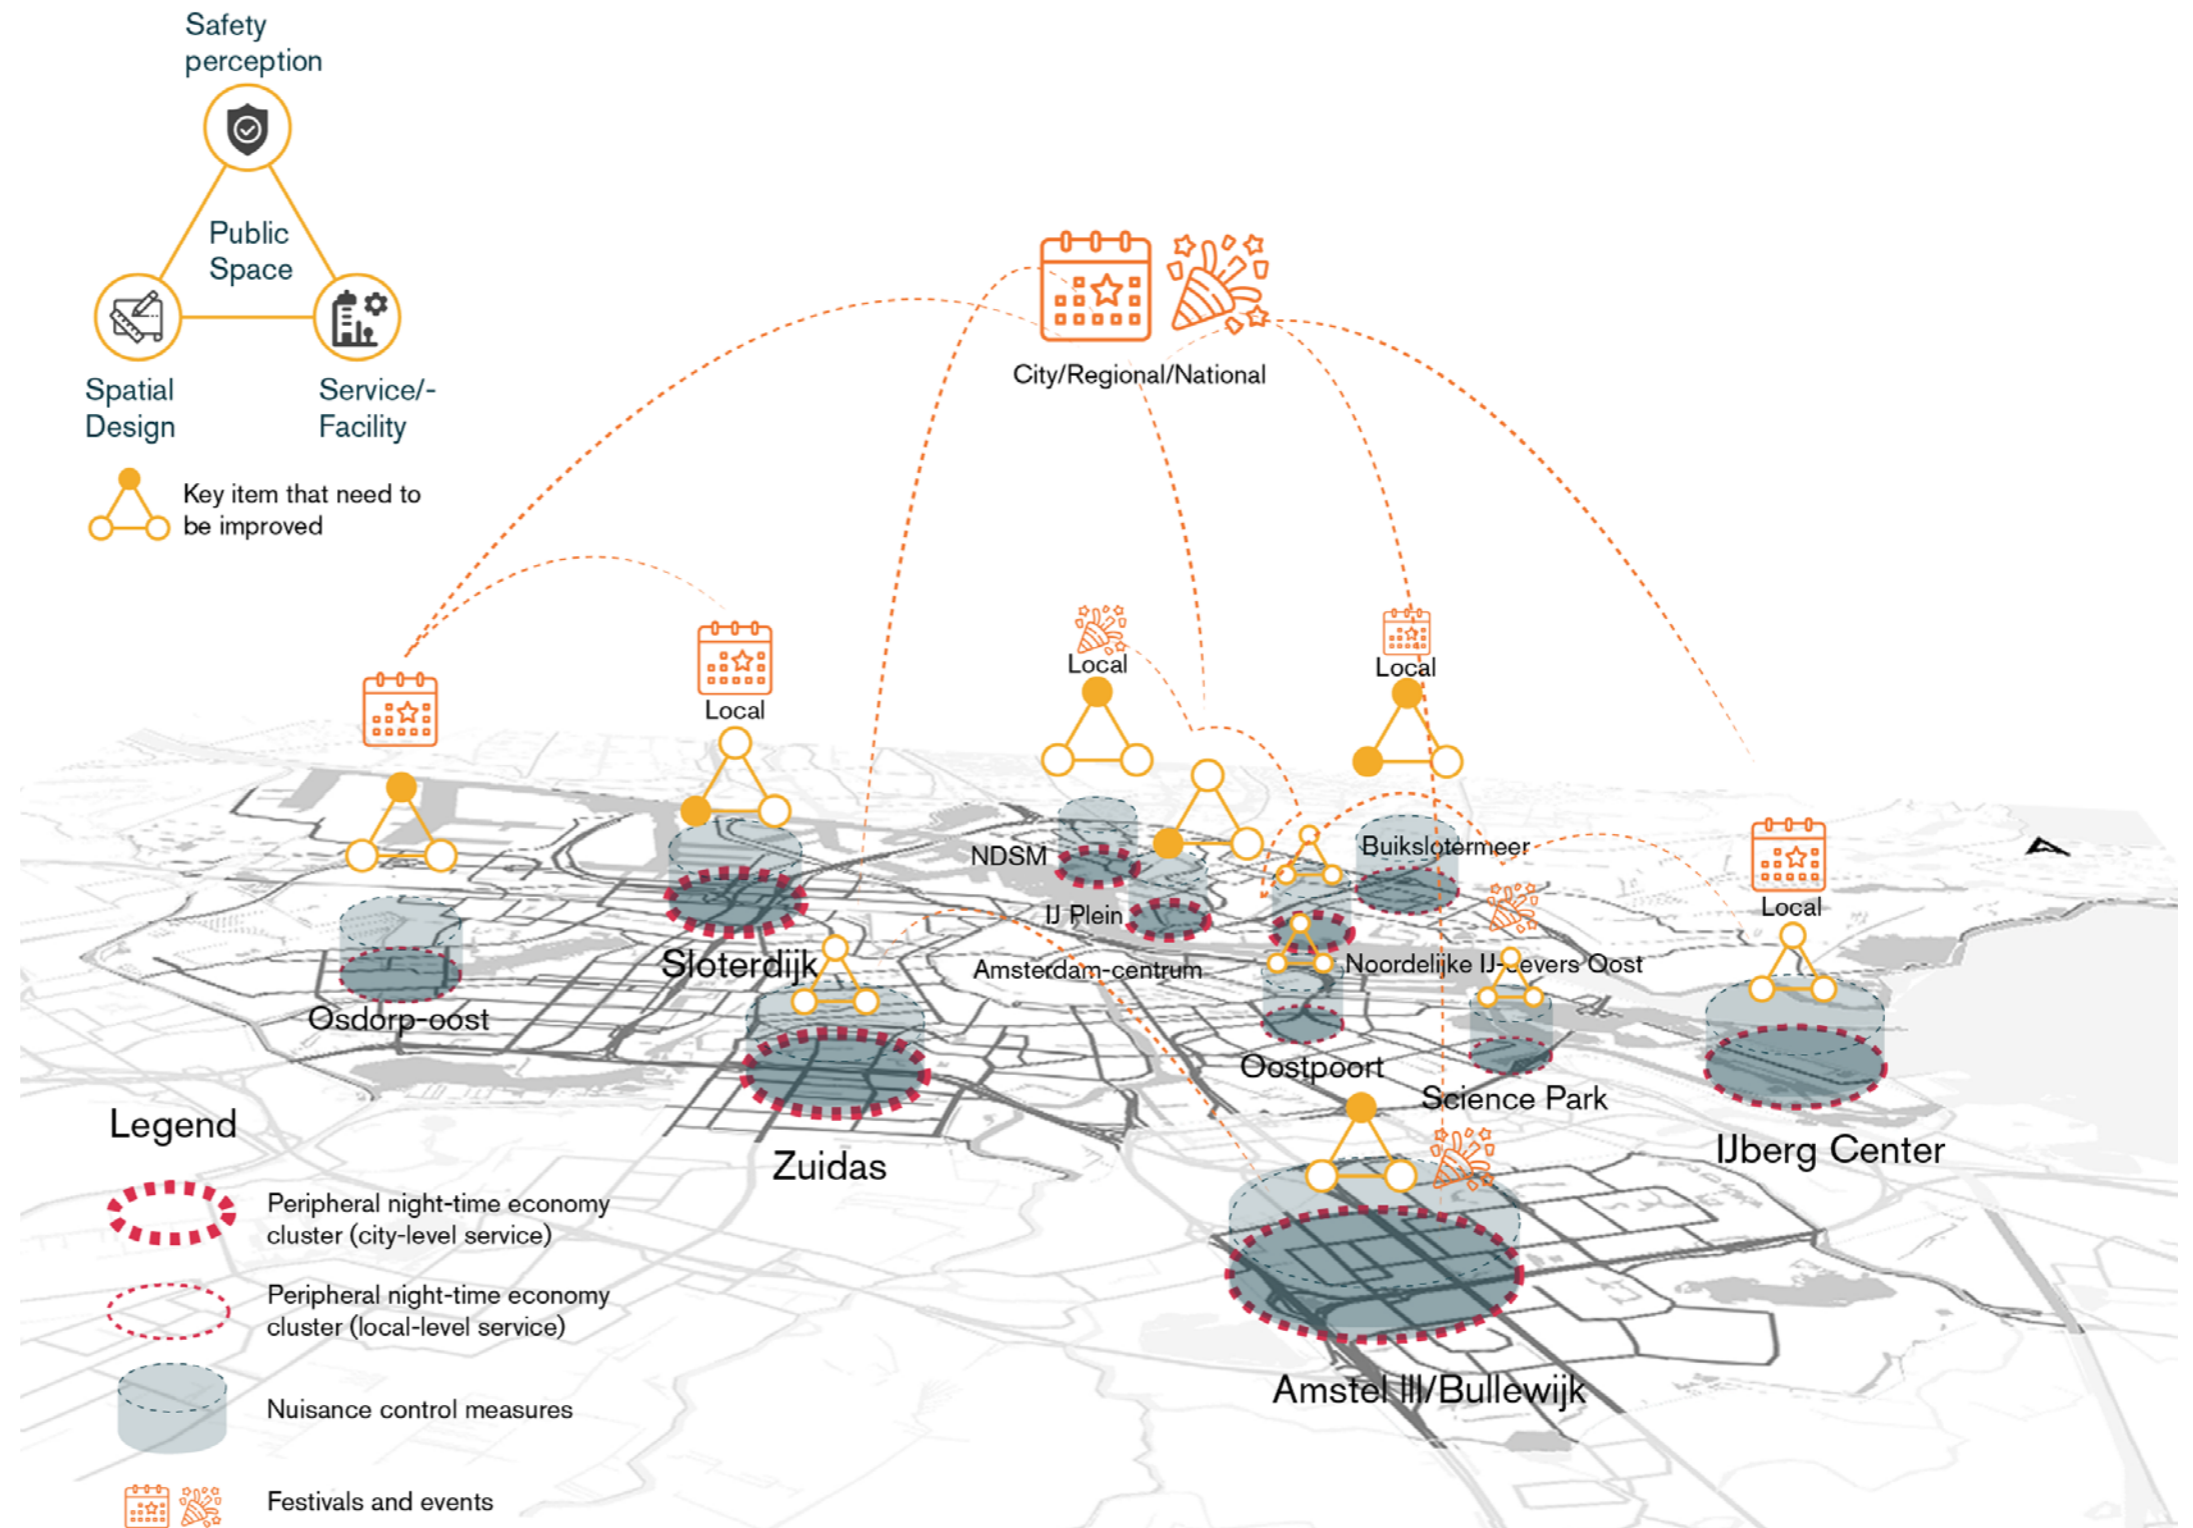 Safety
perception
Public
Space
Spatial
Design
Service/-
Facility
Key item that need to
be improved
City/Regional/National
Local
Local
Local
NDSM
Buikslotermeer
IJ Plein
Local
Sloterdijk
Amsterdam-centrum
Noordelijke IJ-oevers Oost
Osdorp-oost
Oostpoort
Science Park
Zuidas
IJberg Center
Amstel III/Bullewijk
Legend
Peripheral night-time economy
cluster (city-level service)
Peripheral night-time economy
cluster (local-level service)
Nuisance control measures
Festivals and events